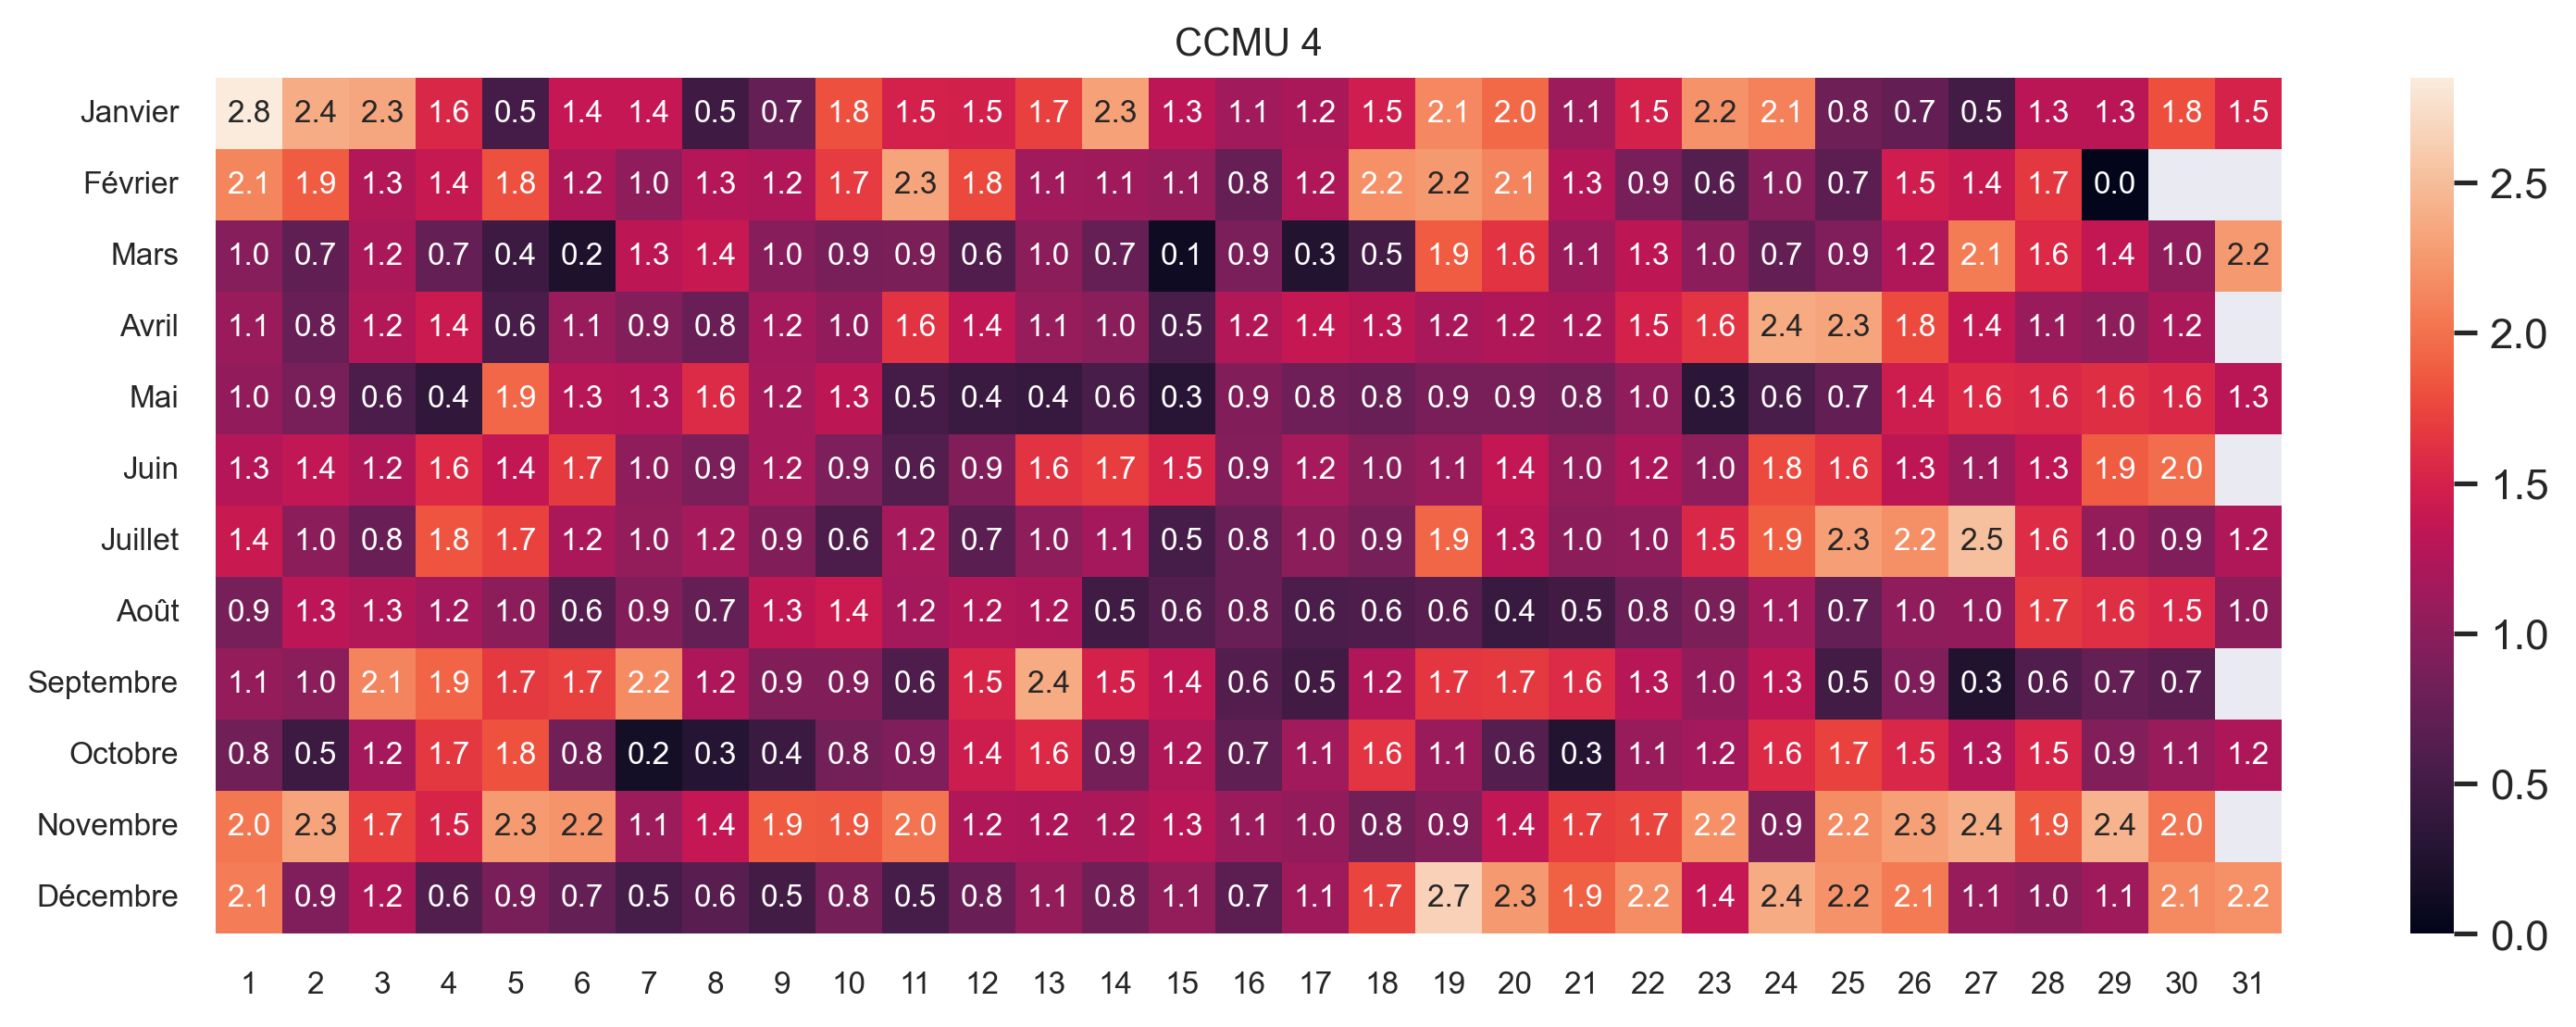 CCMU 4
Janvier 2.8 2.4 2.3 1.6 0.5 1.4 1.4 0.5 0.7 1.8 1.5 1.5 1.7 2.3 1.3 1.1 1.2 1.5 2.1 2.0 1.1 1.5 2.2 2.1 0.8 0.7 0.5 1.3 1.3 1.8 1.5
Février 2.1 1.9 1.3 1.4 1.8 1.2 1.0 1.3 1.2 1.7 2.3 1.8 1.1 1.1 1.1 0.8 1.2 2.2 2.2 2.1 1.3 0.9 0.6 1.0 0.7 1.5 1.4 1.7 0.0
Mars 1.0 0.7 1.2 0.7 0.4 0.2 1.3 1.4 1.0 0.9 0.9 0.6 1.0 0.7 0.1 0.9 0.3 0.5 1.9 1.6 1.1 1.3 1.0 0.7 0.9 1.2 2.1 1.6 1.4 1.0 2.2
Avril 1.1 0.8 1.2 1.4 0.6 1.1 0.9 0.8 1.2 1.0 1.6 1.4 1.1 1.0 0.5 1.2 1.4 1.3 1.2 1.2 1.2 1.5 1.6 2.4 2.3 1.8 1.4 1.1 1.0 1.2
Mai 1.0 0.9 0.6 0.4 1.9 1.3 1.3 1.6 1.2 1.3 0.5 0.4 0.4 0.6 0.3 0.9 0.8 0.8 0.9 0.9 0.8 1.0 0.3 0.6 0.7 1.4 1.6 1.6 1.6 1.6 1.3
Juin 1.3 1.4 1.2 1.6 1.4 1.7 1.0 0.9 1.2 0.9 0.6 0.9 1.6 1.7 1.5 0.9 1.2 1.0 1.1 1.4 1.0 1.2 1.0 1.8 1.6 1.3 1.1 1.3 1.9 2.0
Juillet 1.4 1.0 0.8 1.8 1.7 1.2 1.0 1.2 0.9 0.6 1.2 0.7 1.0 1.1 0.5 0.8 1.0 0.9 1.9 1.3 1.0 1.0 1.5 1.9 2.3 2.2 2.5 1.6 1.0 0.9 1.2
Août 0.9 1.3 1.3 1.2 1.0 0.6 0.9 0.7 1.3 1.4 1.2 1.2 1.2 0.5 0.6 0.8 0.6 0.6 0.6 0.4 0.5 0.8 0.9 1.1 0.7 1.0 1.0 1.7 1.6 1.5 1.0
Septembre 1.1 1.0 2.1 1.9 1.7 1.7 2.2 1.2 0.9 0.9 0.6 1.5 2.4 1.5 1.4 0.6 0.5 1.2 1.7 1.7 1.6 1.3 1.0 1.3 0.5 0.9 0.3 0.6 0.7 0.7
Octobre 0.8 0.5 1.2 1.7 1.8 0.8 0.2 0.3 0.4 0.8 0.9 1.4 1.6 0.9 1.2 0.7 1.1 1.6 1.1 0.6 0.3 1.1 1.2 1.6 1.7 1.5 1.3 1.5 0.9 1.1 1.2
Novembre 2.0 2.3 1.7 1.5 2.3 2.2 1.1 1.4 1.9 1.9 2.0 1.2 1.2 1.2 1.3 1.1 1.0 0.8 0.9 1.4 1.7 1.7 2.2 0.9 2.2 2.3 2.4 1.9 2.4 2.0
Décembre 2.1 0.9 1.2 0.6 0.9 0.7 0.5 0.6 0.5 0.8 0.5 0.8 1.1 0.8 1.1 0.7 1.1 1.7 2.7 2.3 1.9 2.2 1.4 2.4 2.2 2.1 1.1 1.0 1.1 2.1 2.2
1 2 3 4 5 6 7 8 9 10 11 12 13 14 15 16 17 18 19 20 21 22 23 24 25 26 27 28 29 30 31
2.5
2.0
1.5
1.0
0.5
0.0